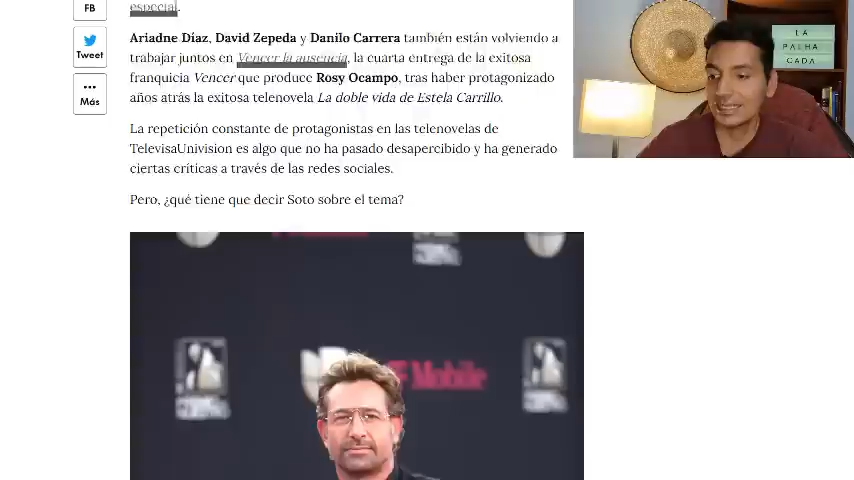 especial.
FB
Tweet
Más
Ariadne Díaz, David Zepeda y Danilo Carrera también están volviendo a
trabajar juntos en Vencer la ausencia, la cuarta entrega de la exitosa
franquicia Vencer que produce Rosy Ocampo, tras haber protagonizado
años atrás la exitosa telenovela La doble vida de Estela Carrillo.
La repetición constante de protagonistas en las telenovelas de
TelevisaUnivision es algo que no ha pasado desapercibido y ha generado
ciertas críticas a través de las redes sociales.
Pero, ¿qué tiene que decir Soto sobre el tema?
LA
PALHA
CADA
Mobile